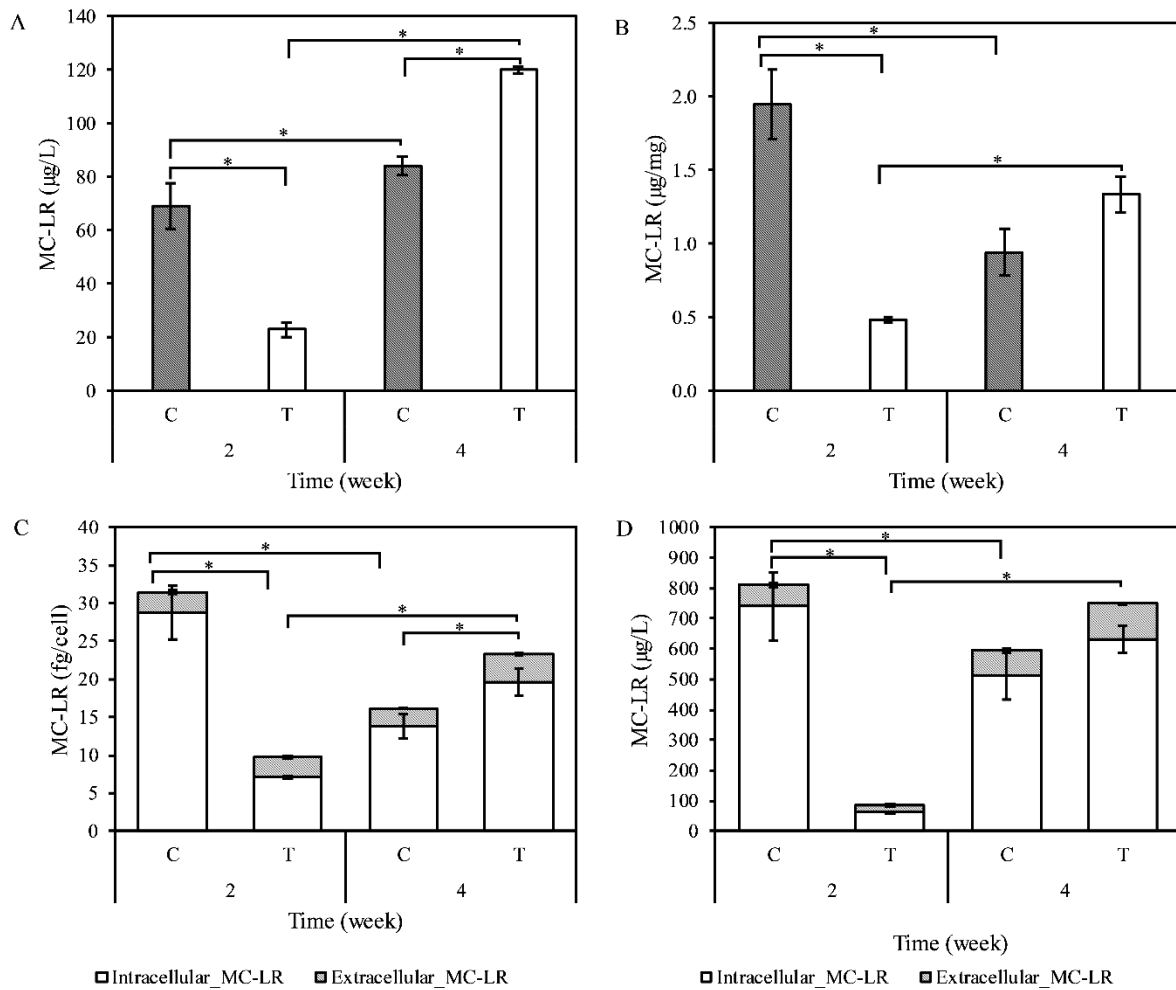 A
140
120
100
80
60
40
20
0
MC-LR (μg/L)
* * * *
C T C T
2 4
Time (week)
B
2.5
2.0
1.5
1.0
0.5
0.0
MC-LR (μg/mg)
* * *
C T C T
2 4
Time (week)
C
40
35
30
25
20
15
10
5
0
MC-LR (fg/cell)
* * * *
C T C T
2 4
Time (week)
Intracellular_MC-LR Extracellular_MC-LR
D
1000
900
800
700
600
500
400
300
200
100
0
MC-LR (μg/L)
* * *
C T C T
2 4
Time (week)
Intracellular_MC-LR Extracellular_MC-LR